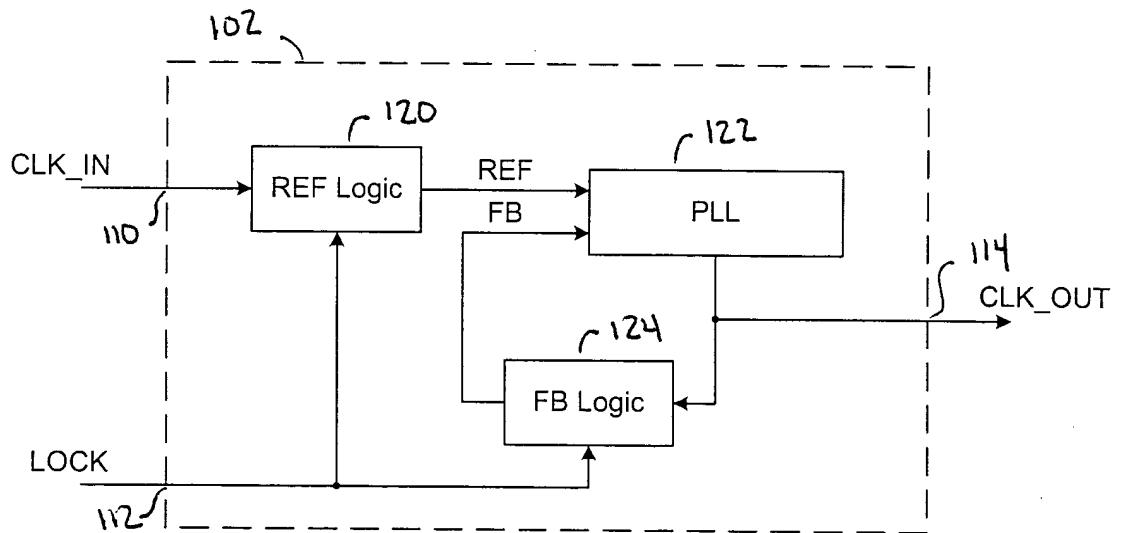 102
120
122
CLK_IN
REF Logic
REF
PLL
FB
110
114
CLK_OUT
124
FB Logic
LOCK
112